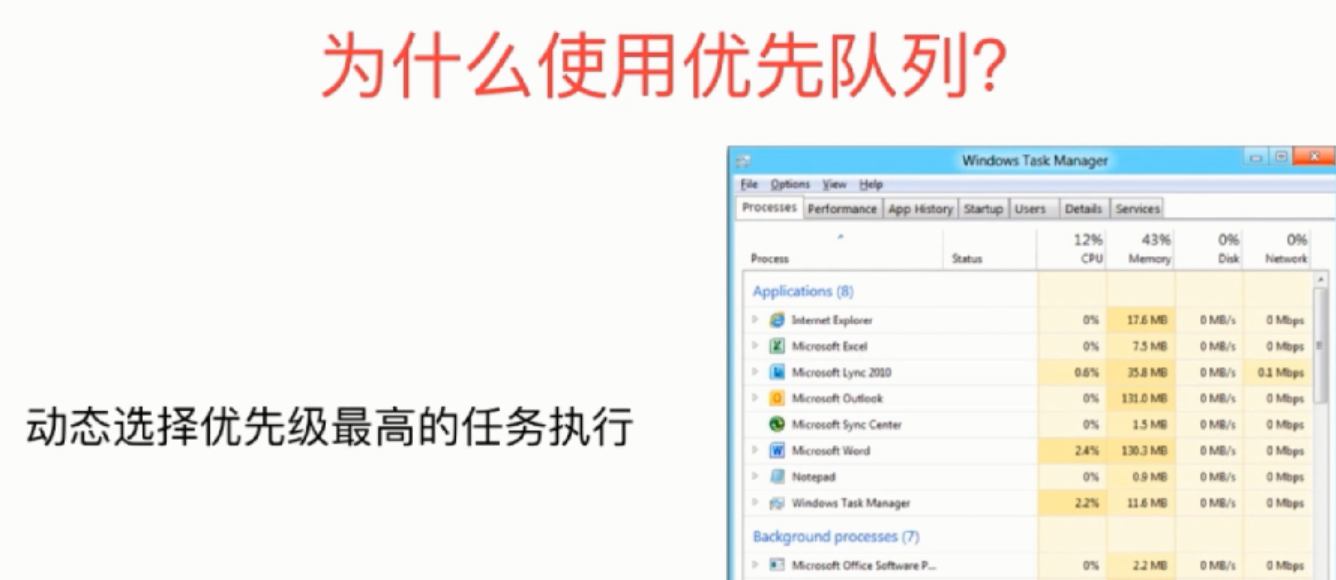 为什么使用优先队列?
动态选择优先级最高的任务执行
Windows Task Manager
File Options View Help
Processes Performance App History Startup Users Details Services
12% 43% 0% 0%
Process Status CPU Memory Disk Network
Applications (8)
Internet Explorer 0% 17.6 MB 0 MB/s 0 Mbps
Microsoft Excel 0% 7.5 MB 0 MB/s 0 Mbps
Microsoft Lync 2010 0.6% 35.8 MB 0 MB/s 0.1 Mbps
Microsoft Outlook 0% 131.0 MB 0 MB/s 0 Mbps
Microsoft Sync Center 0% 1.5 MB 0 MB/s 0 Mbps
Microsoft Word 2.4% 130.3 MB 0 MB/s 0 Mbps
Notepad 0% 0.9 MB 0 MB/s 0 Mbps
Windows Task Manager 2.2% 11.6 MB 0 MB/s 0 Mbps
Background processes (7)
Microsoft Office Software P... 0% 2.2 MB 0 MB/s 0 Mbps